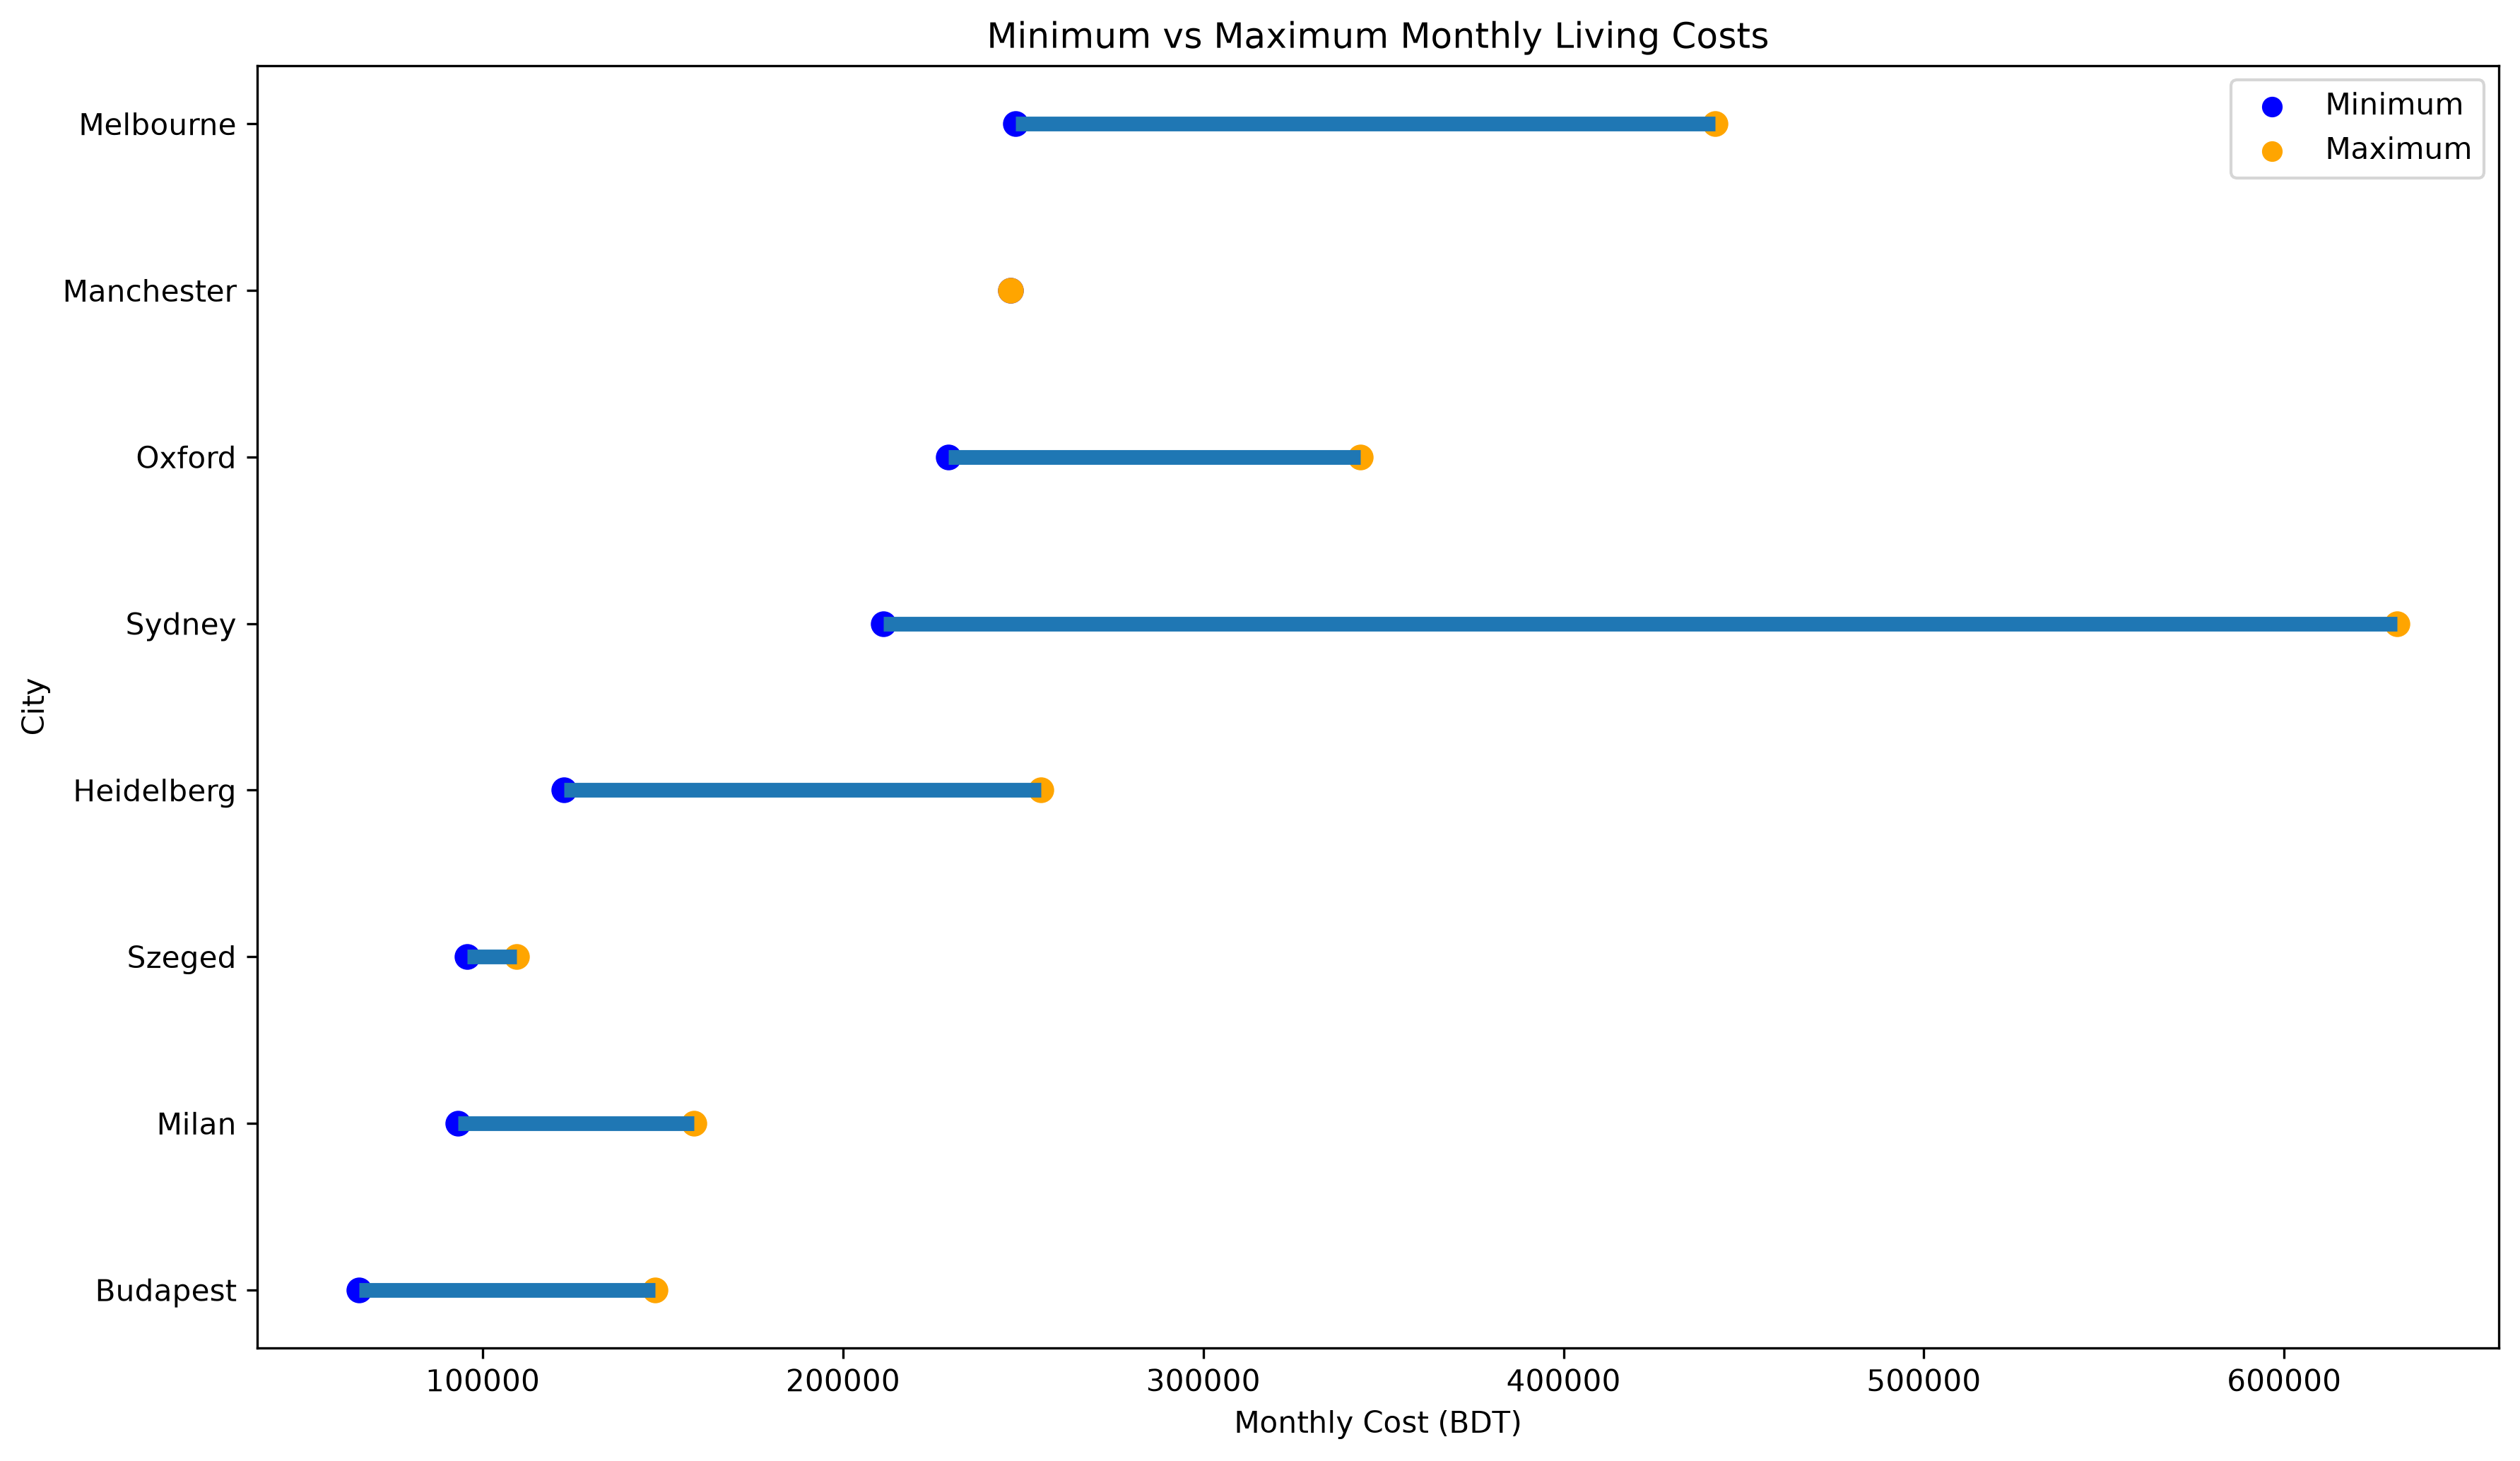 Minimum vs Maximum Monthly Living Costs
Minimum
Maximum
Melbourne
Manchester
Oxford
Sydney
Heidelberg
Szeged
Milan
Budapest
City
100000 200000 300000 400000 500000 600000
Monthly Cost (BDT)